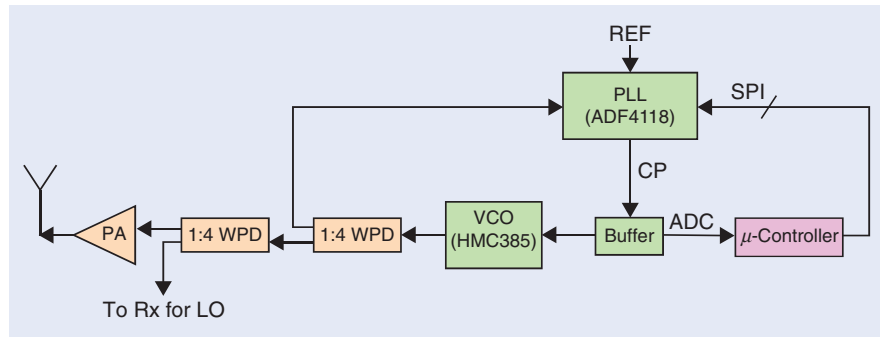 REF
PLL
(ADF4118)
SPI
CP
PA
1:4 WPD
1:4 WPD
VCO
(HMC385)
Buffer
ADC
μ-Controller
To Rx for LO